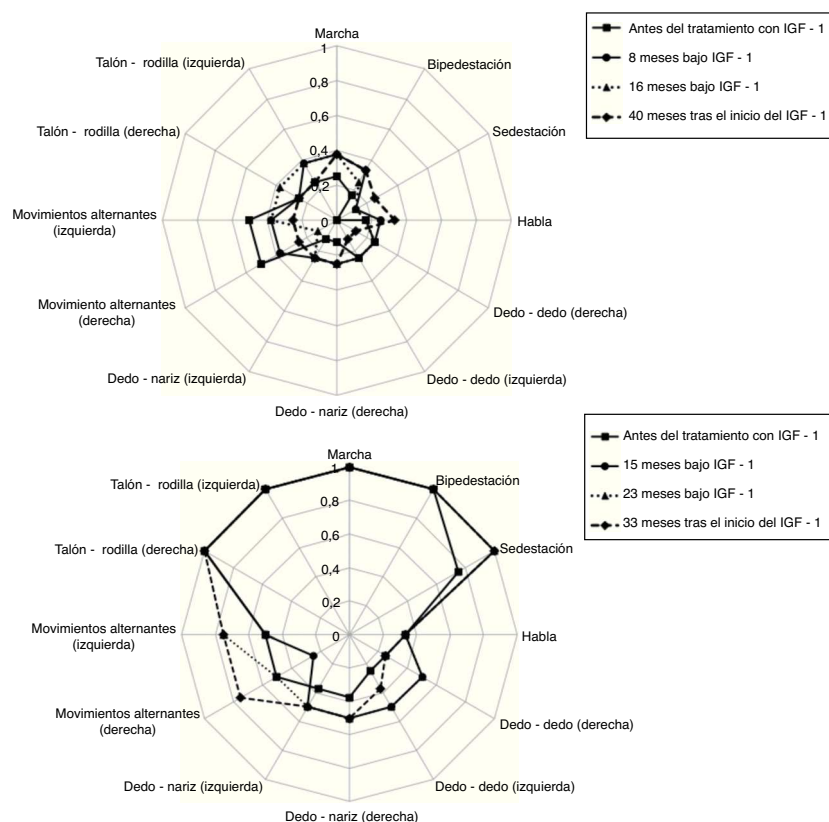 Marcha
1
Antes del tratamiento con IGF - 1
8 meses bajo IGF - 1
16 meses bajo IGF - 1
40 meses tras el inicio del IGF - 1
Talón - rodilla (izquierda)
Bipedestación
0,8
0,6
Talón - rodilla (derecha)
Sedestación
0,4
0,2
Movimientos alternantes
(izquierda)
0
Habla
Movimiento alternantes
(derecha)
Dedo - dedo (derecha)
Dedo - nariz (izquierda)
Dedo - dedo (izquierda)
Dedo - nariz (derecha)
Marcha
1
Antes del tratamiento con IGF - 1
15 meses bajo IGF - 1
23 meses bajo IGF - 1
33 meses tras el inicio del IGF - 1
Talón - rodilla (izquierda)
Bipedestación
0,8
0,6
Talón - rodilla (derecha)
Sedestación
0,4
0,2
Movimientos alternantes
(izquierda)
0
Habla
Movimientos alternantes
(derecha)
Dedo - dedo (derecha)
Dedo - nariz (izquierda)
Dedo - dedo (izquierda)
Dedo - nariz (derecha)